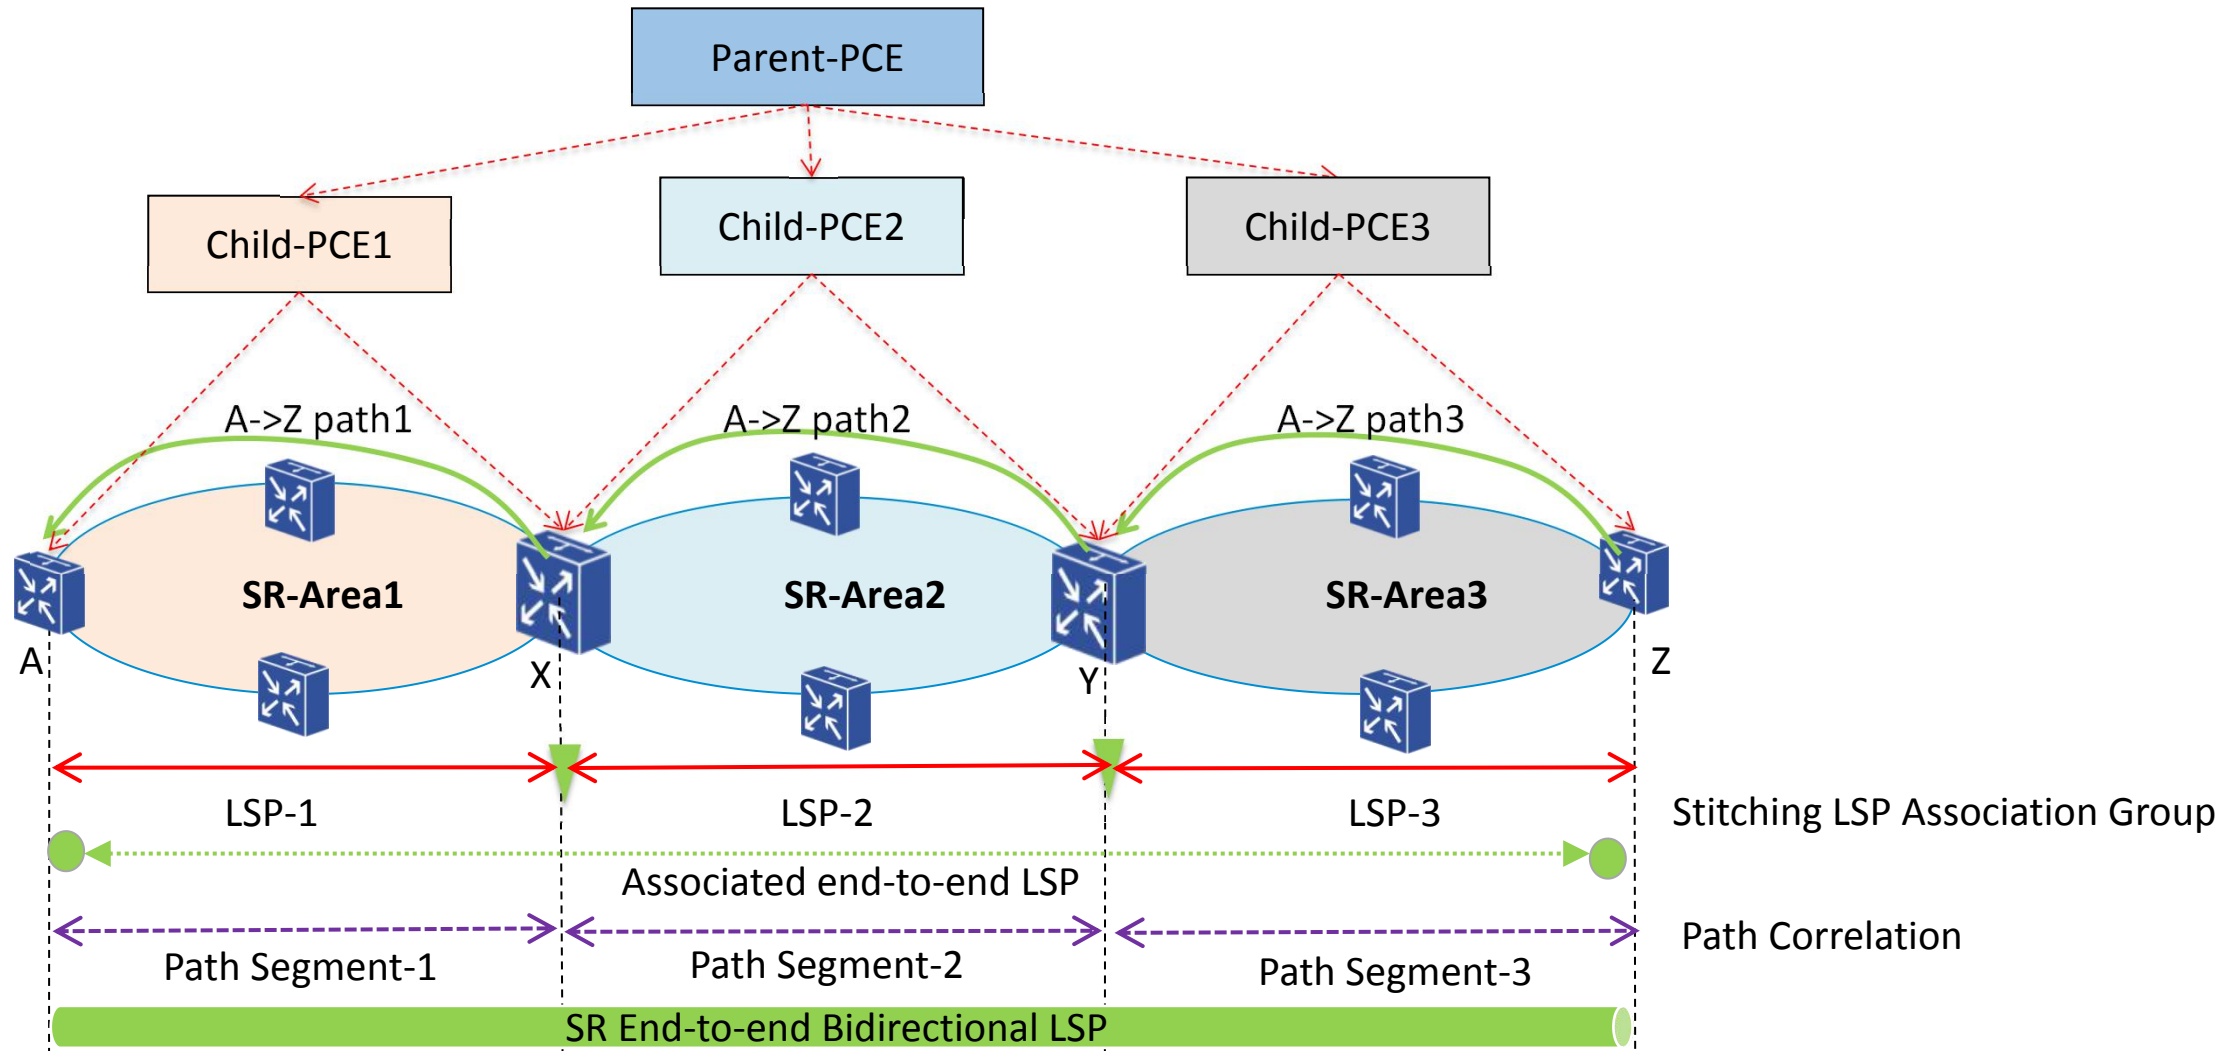 Parent-PCE
Child-PCE1
Child-PCE2
Child-PCE3
A->Z path1
A->Z path2
A->Z path3
SR-Area1
SR-Area2
SR-Area3
A
X
Y
Z
LSP-1
LSP-2
LSP-3
Stitching LSP Association Group
Associated end-to-end LSP
Path Correlation
Path Segment-1
Path Segment-2
Path Segment-3
SR End-to-end Bidirectional LSP